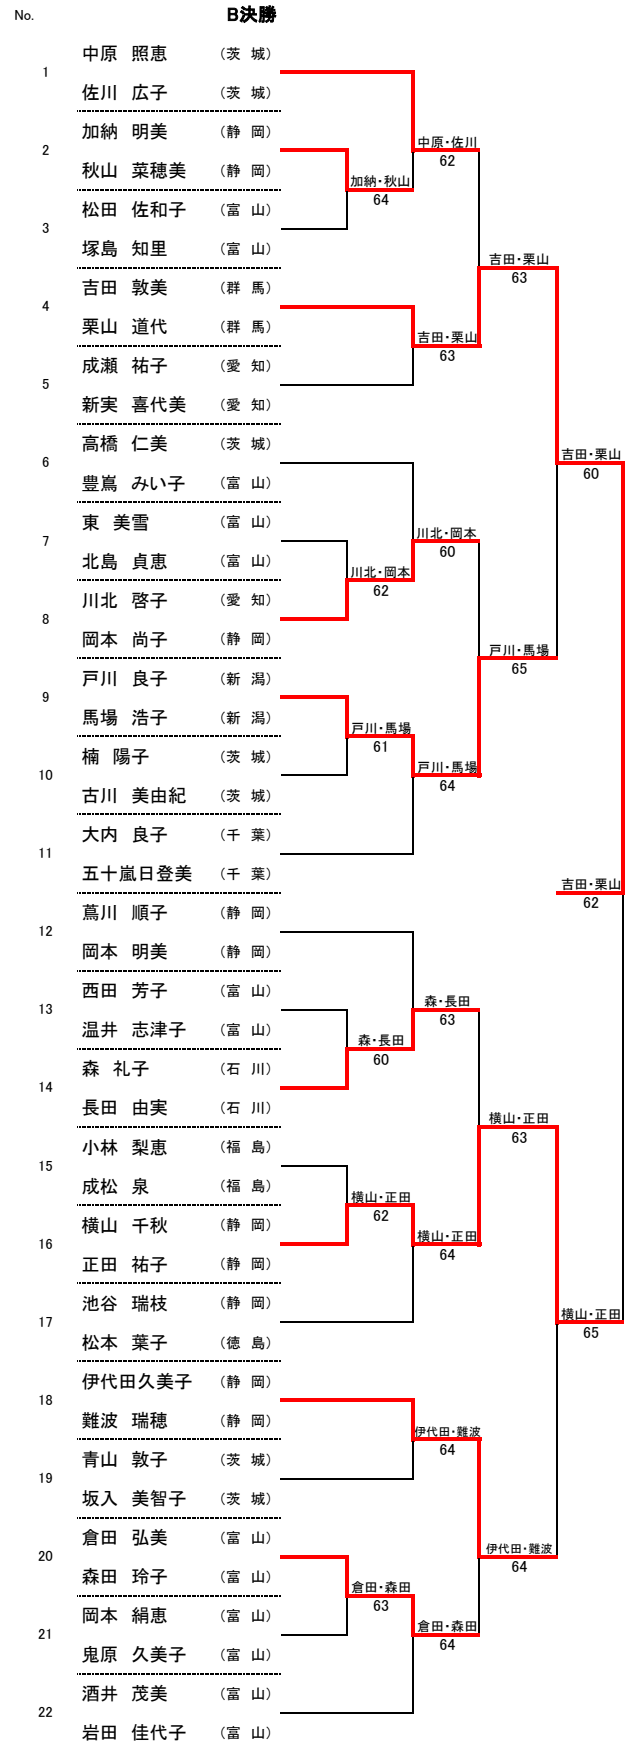 No. B決勝
中原 照恵 （茨 城）
1
佐川 広子 （茨 城）
加納 明美 （静 岡）
2 中原・佐川
62
秋山 菜穂美 （静 岡）
加納・秋山
64
松田 佐和子 （富 山）
3
塚島 知里 （富 山）
吉田・栗山
63
吉田 敦美 （群 馬）
4
栗山 道代 （群 馬）
吉田・栗山
63
成瀬 祐子 （愛 知）
5
新実 喜代美 （愛 知）
高橋 仁美 （茨 城）
6 吉田・栗山
60
豊嶌 みい子 （富 山）
東 美雪 （富 山）
7 川北・岡本
60
北島 貞恵 （富 山）
川北・岡本
62
川北 啓子 （愛 知）
8
岡本 尚子 （静 岡）
戸川・馬場
65
戸川 良子 （新 潟）
9
馬場 浩子 （新 潟）
戸川・馬場
61
楠 陽子 （茨 城）
10 戸川・馬場
64
古川 美由紀 （茨 城）
大内 良子 （千 葉）
11
五十嵐日登美 （千 葉）
吉田・栗山
62
蔦川 順子 （静 岡）
12
岡本 明美 （静 岡）
西田 芳子 （富 山）
13 森・長田
63
温井 志津子 （富 山）
森・長田
60
森 礼子 （石 川）
14
長田 由実 （石 川）
横山・正田
63
小林 梨恵 （福 島）
15
成松 泉 （福 島）
横山・正田
62
横山 千秋 （静 岡）
16 横山・正田
64
正田 祐子 （静 岡）
池谷 瑞枝 （静 岡）
17 横山・正田
65
松本 葉子 （徳 島）
伊代田久美子 （静 岡）
18
難波 瑞穂 （静 岡）
伊代田・難波
64
青山 敦子 （茨 城）
19
坂入 美智子 （茨 城）
倉田 弘美 （富 山）
20 伊代田・難波
64
森田 玲子 （富 山）
倉田・森田
63
岡本 絹恵 （富 山）
21 倉田・森田
64
鬼原 久美子 （富 山）
酒井 茂美 （富 山）
22
岩田 佳代子 （富 山）